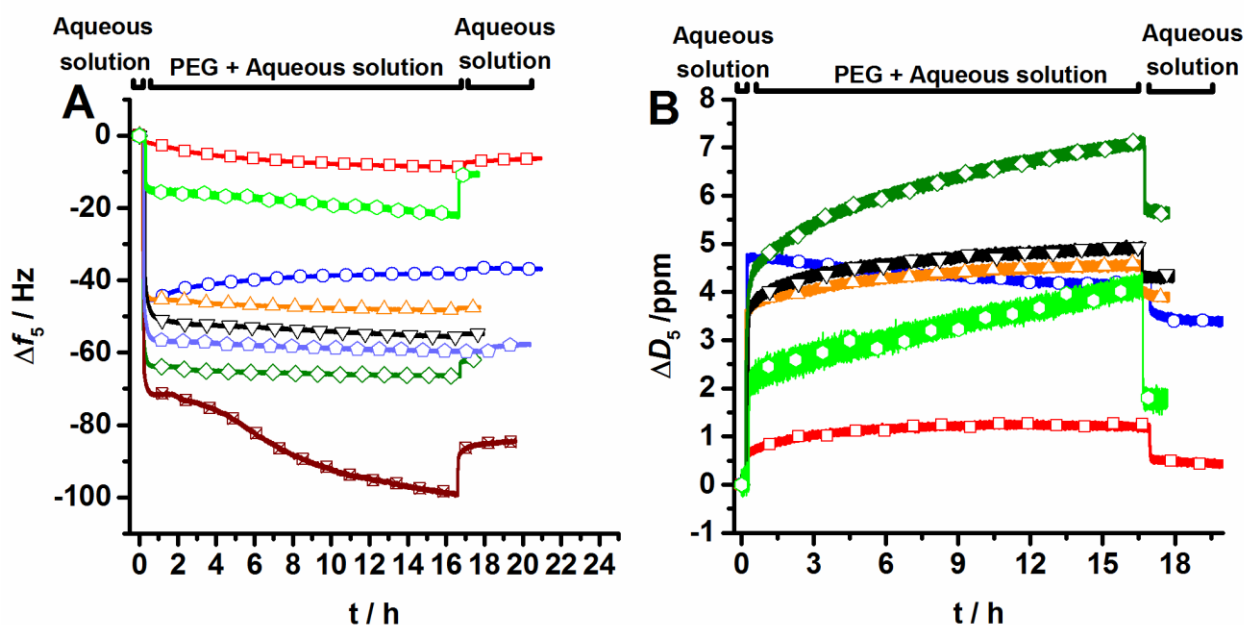 Aqueous
solution
PEG + Aqueous solution
Aqueous
solution
A
0
-20
-40
-60
-80
-100
Δf5 / Hz
0 2 4 6 8 10 12 14 16 18 20 22 24
t / h
Aqueous
solution
PEG + Aqueous solution
Aqueous
solution
B
8
7
6
5
4
3
2
1
0
-1
ΔD5 /ppm
0 3 6 9 12 15 18
t / h